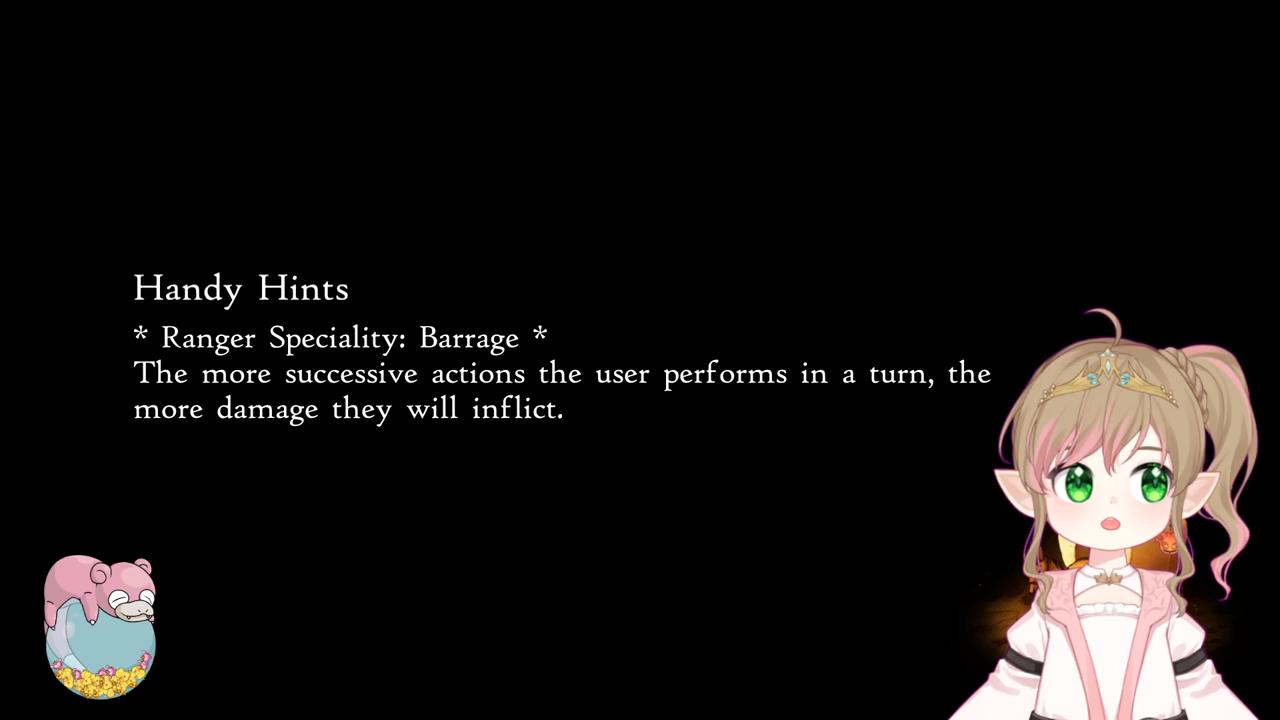 Handy Hints
* Ranger Speciality: Barrage *
The more successive actions the user performs in a turn, the
more damage they will inflict.